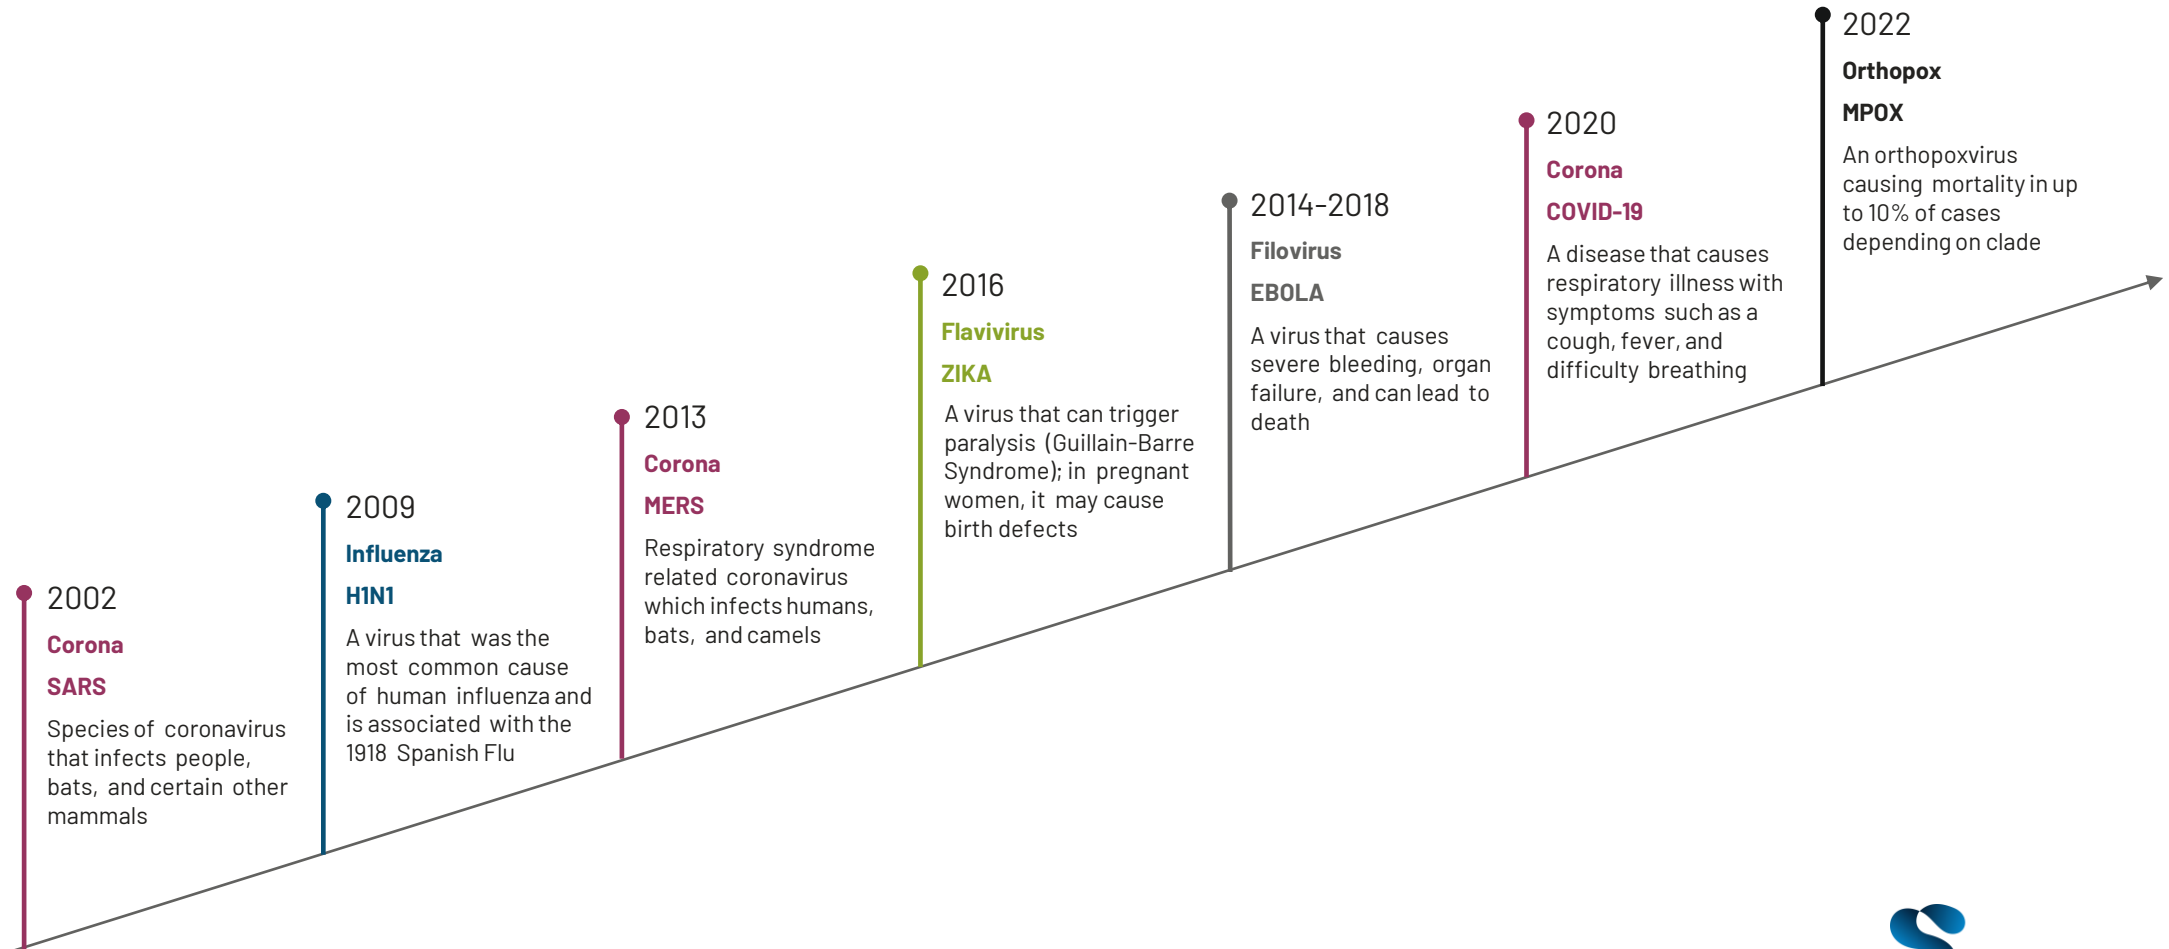 2002
Corona
SARS
Species of coronavirus
that infects people,
bats, and certain other
mammals
2009
Influenza
H1N1
A virus that was the
most common cause
of human influenza and
is associated with the
1918 Spanish Flu
2013
Corona
MERS
Respiratory syndrome
related coronavirus
which infects humans,
bats, and camels
2016
Flavivirus
ZIKA
A virus that can trigger
paralysis (Guillain-Barre
Syndrome); in pregnant
women, it may cause
birth defects
2014-2018
Filovirus
EBOLA
A virus that causes
severe bleeding, organ
failure, and can lead to
death
2020
Corona
COVID-19
A disease that causes
respiratory illness with
symptoms such as a
cough, fever, and
difficulty breathing
2022
Orthopox
MPOX
An orthopoxvirus
causing mortality in up
to 10% of cases
depending on clade